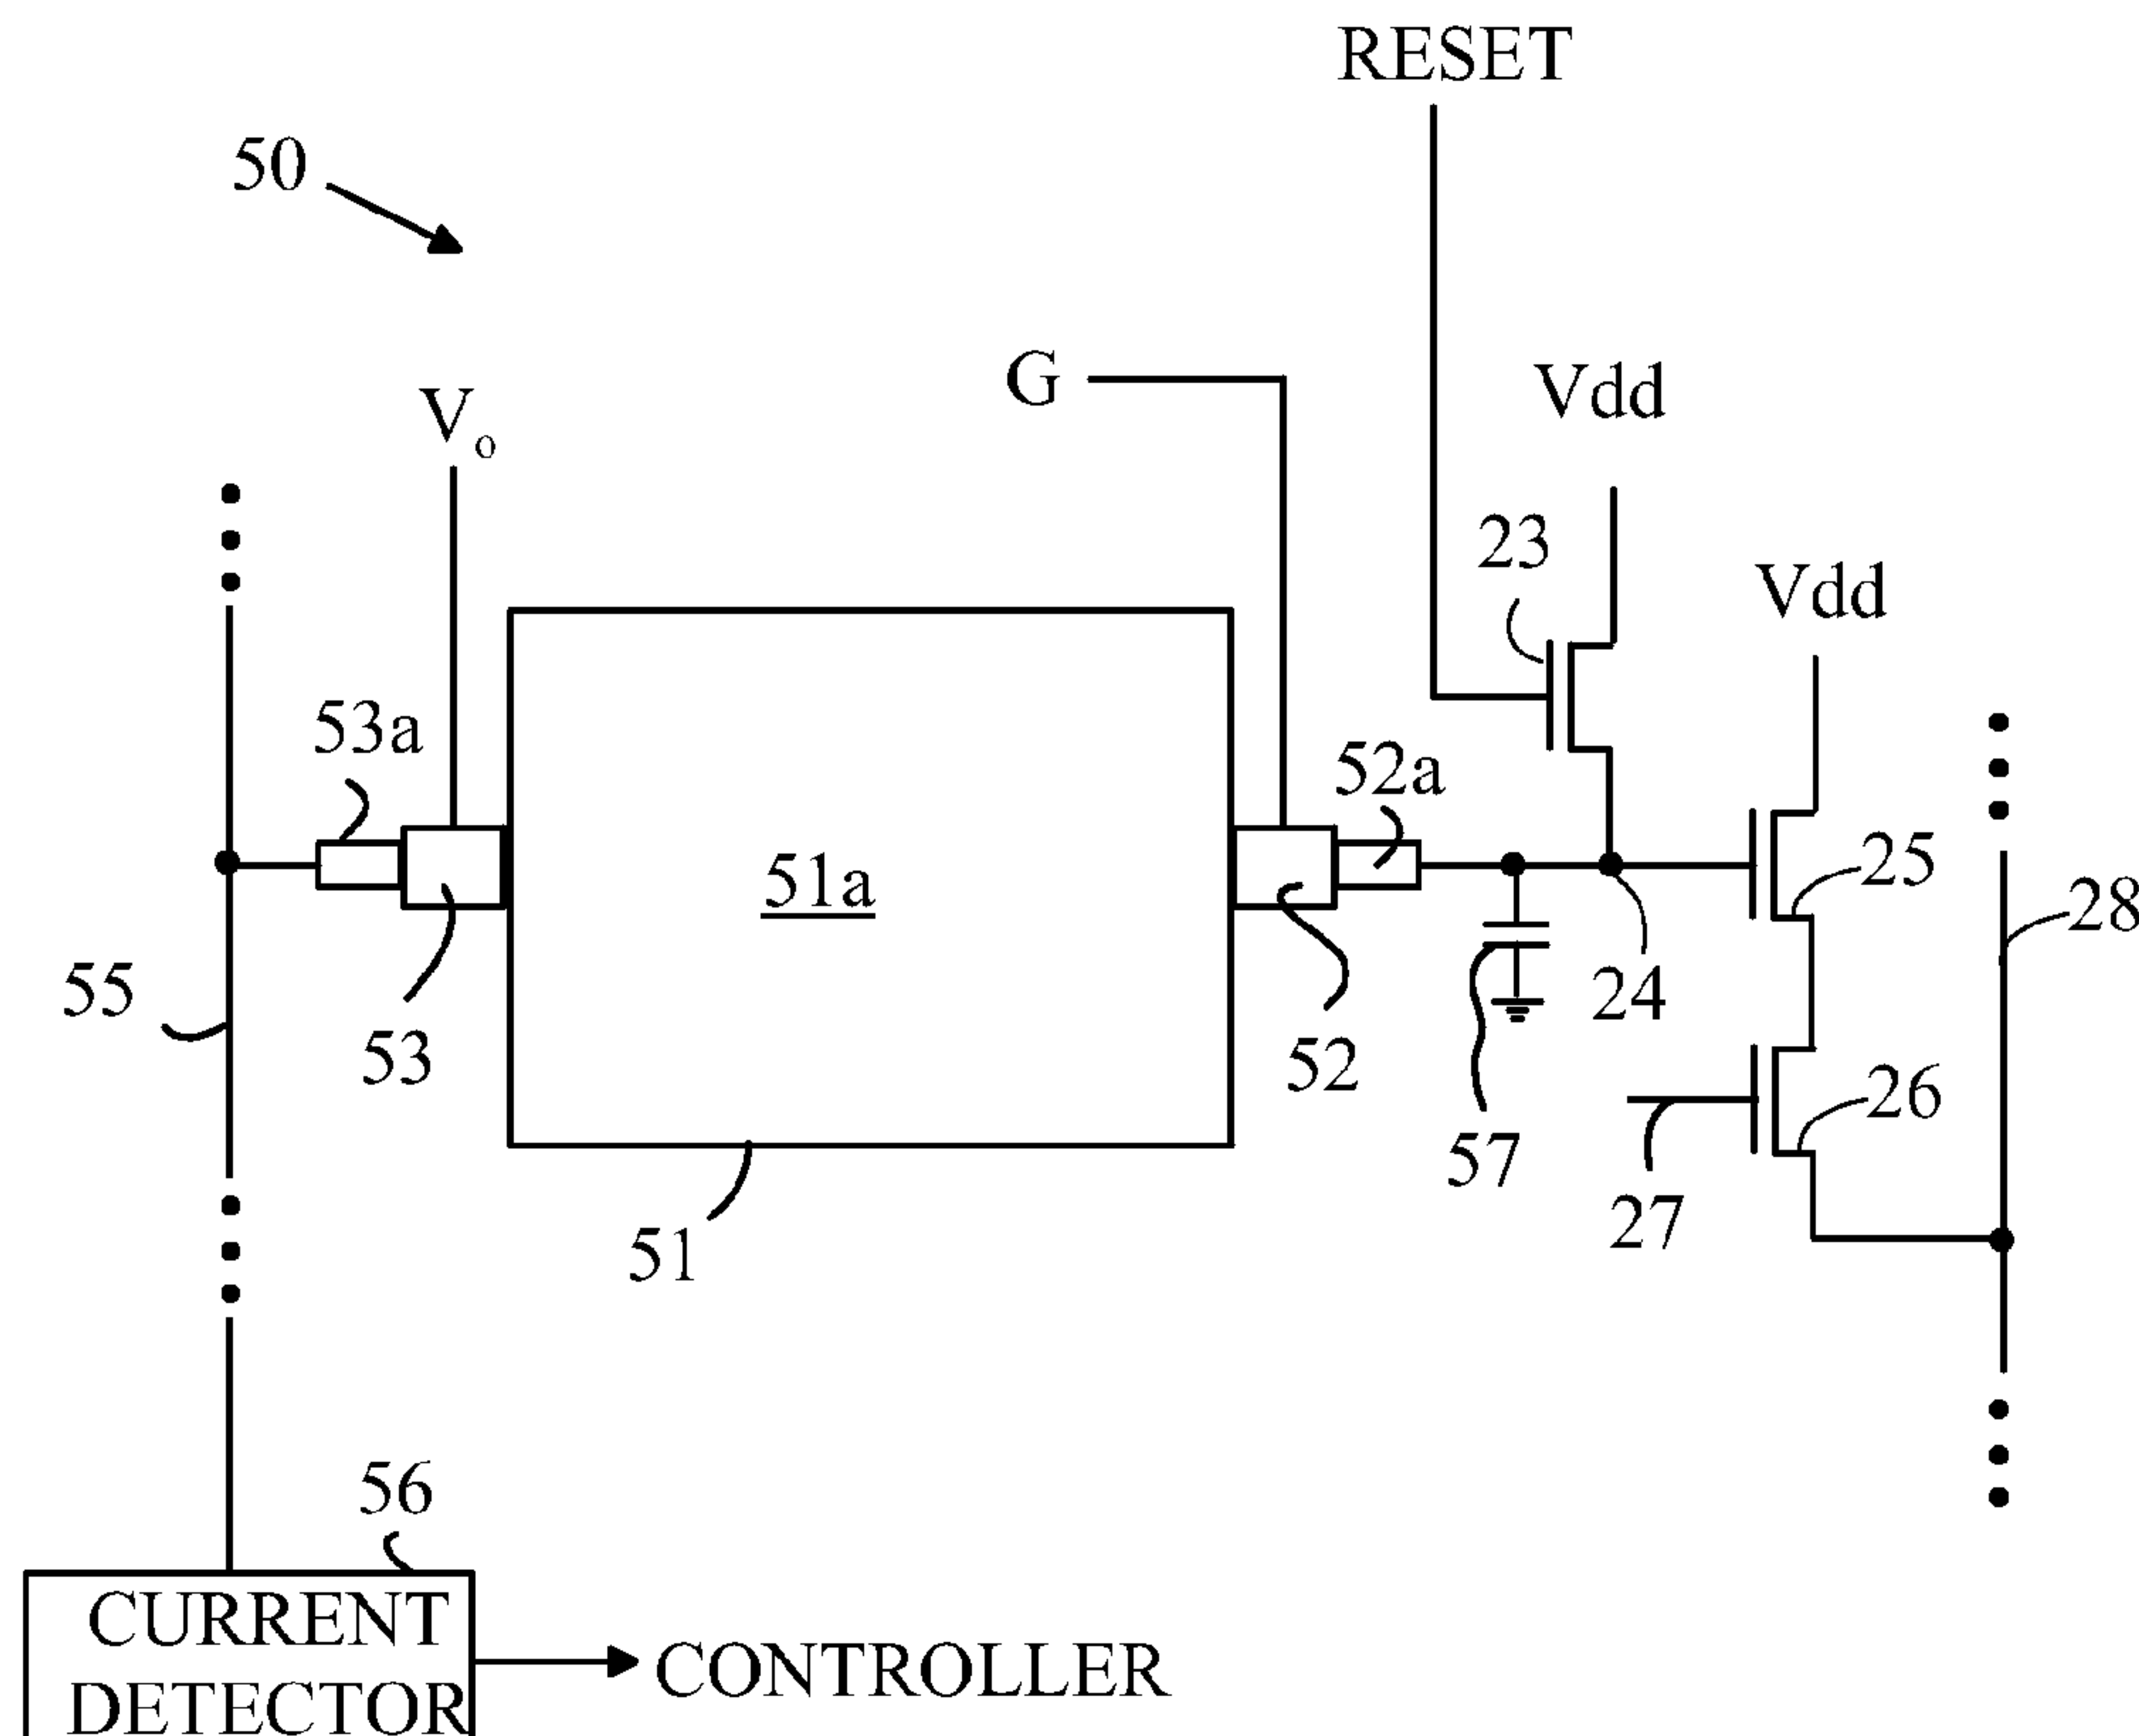 RESET
50
G
Vdd
Vo
23
Vdd
53a
52a
51a
25
28
55
24
53
52
26
57
27
51
56
CURRENT
DETECTOR
CONTROLLER